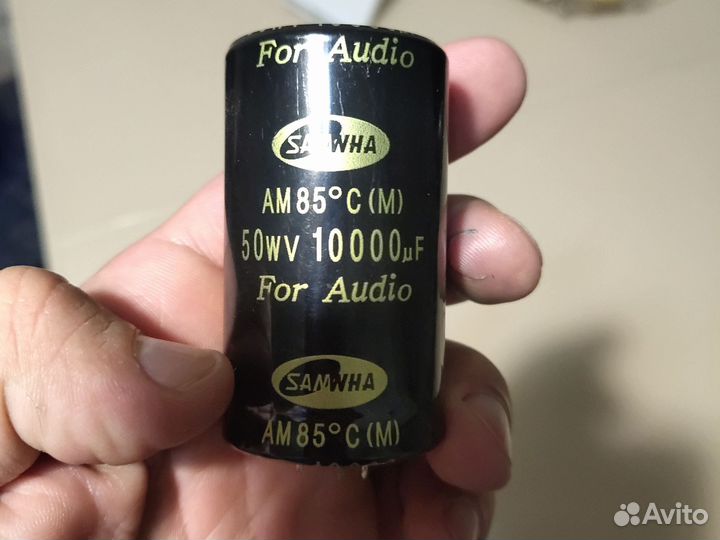 For Audio
SAMWHA
AM85°C(M)
50WV 10000µF
For Audio
SAMWHA
AM85°C(M)
Avito